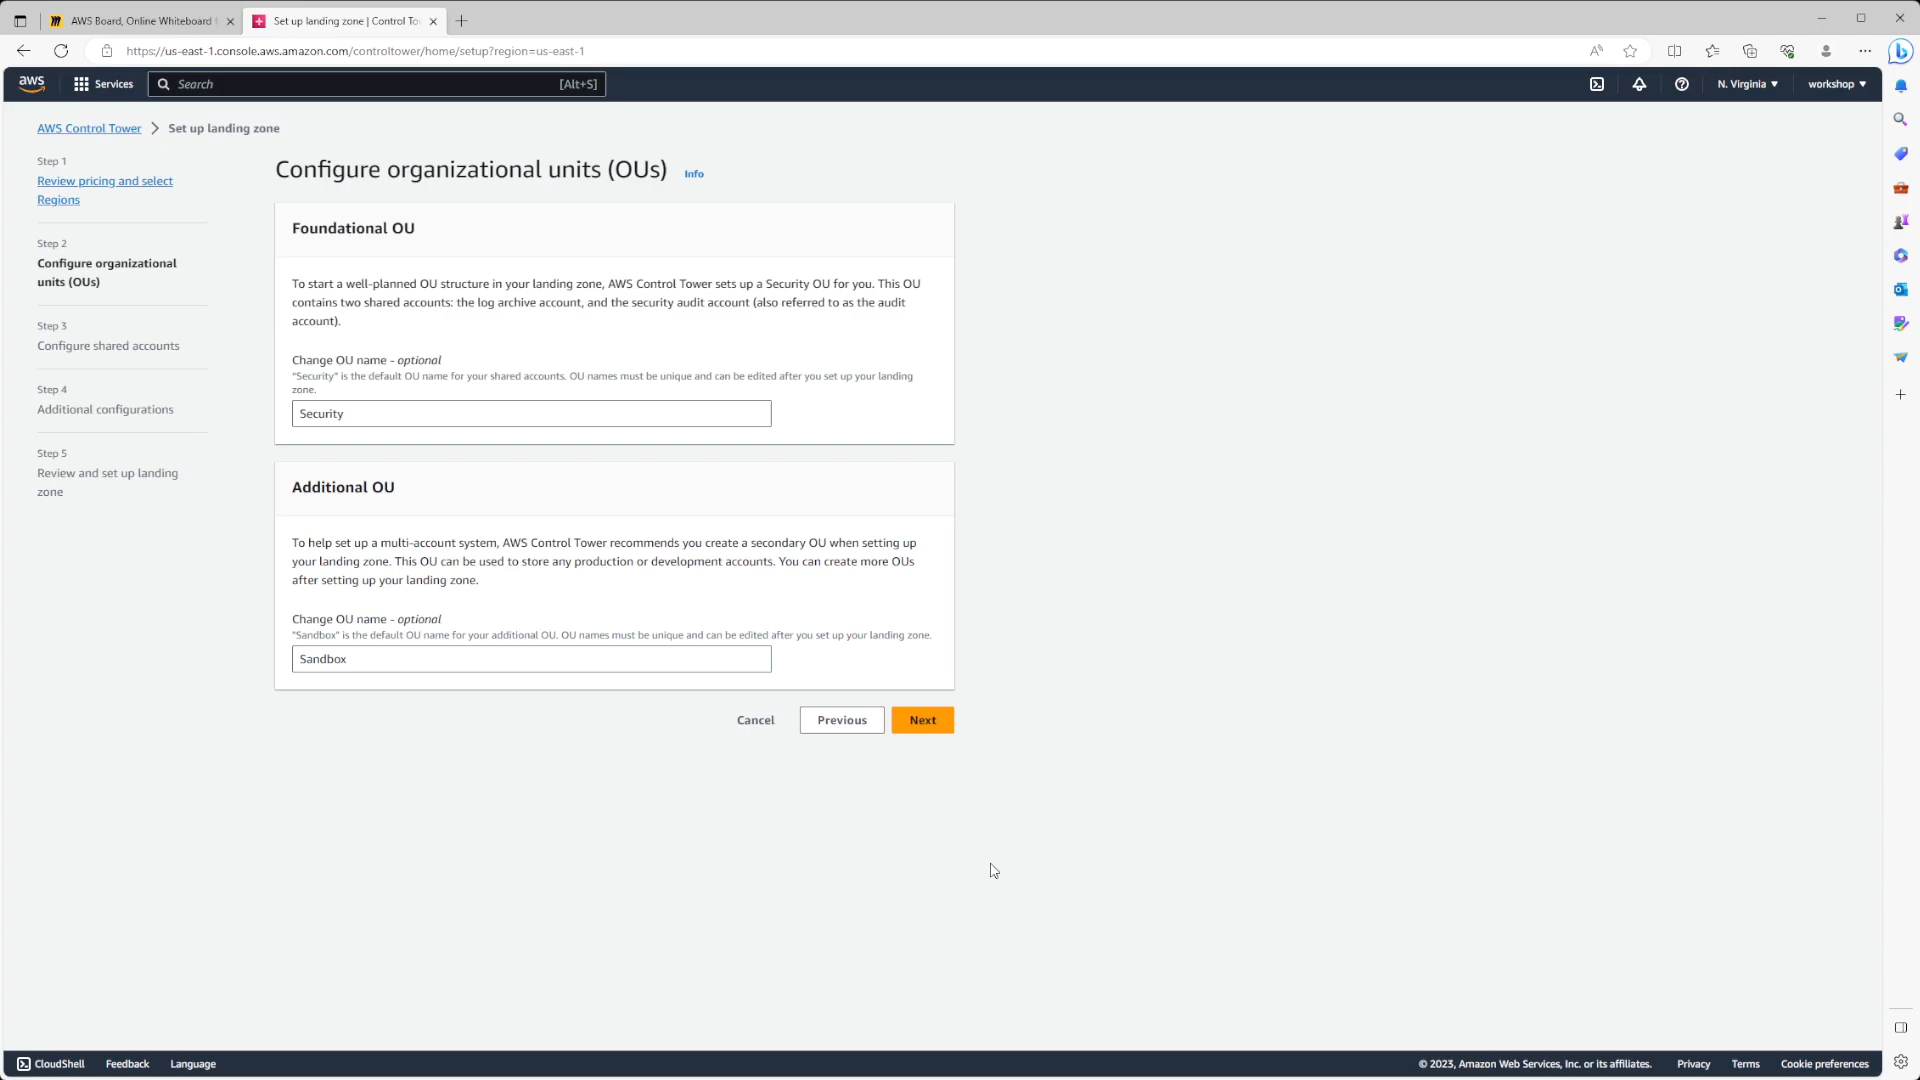 AWS Board, Online Whiteboard
Set up landing zone | Control To
https://us-east-1.console.aws.amazon.com/controltower/home/setup?region=us-east-1
aws
Services
Search
[Alt+S]
N. Virginia
workshop
AWS Control Tower
Set up landing zone
Step 1
Review pricing and select
Regions
Step 2
Configure organizational
units (OUs)
Step 3
Configure shared accounts
Step 4
Additional configurations
Step 5
Review and set up landing
zone
Configure organizational units (OUs)
Info
Foundational OU
To start a well-planned OU structure in your landing zone, AWS Control Tower sets up a Security OU for you. This OU
contains two shared accounts: the log archive account, and the security audit account (also referred to as the audit
account).
Change OU name - optional
"Security" is the default OU name for your shared accounts. OU names must be unique and can be edited after you set up your landing
zone.
Security
Additional OU
To help set up a multi-account system, AWS Control Tower recommends you create a secondary OU when setting up
your landing zone. This OU can be used to store any production or development accounts. You can create more OUs
after setting up your landing zone.
Change OU name - optional
"Sandbox" is the default OU name for your additional OU. OU names must be unique and can be edited after you set up your landing zone.
Sandbox
Cancel
Previous
Next
CloudShell
Feedback
Language
© 2023, Amazon Web Services, Inc. or its affiliates.
Privacy
Terms
Cookie preferences